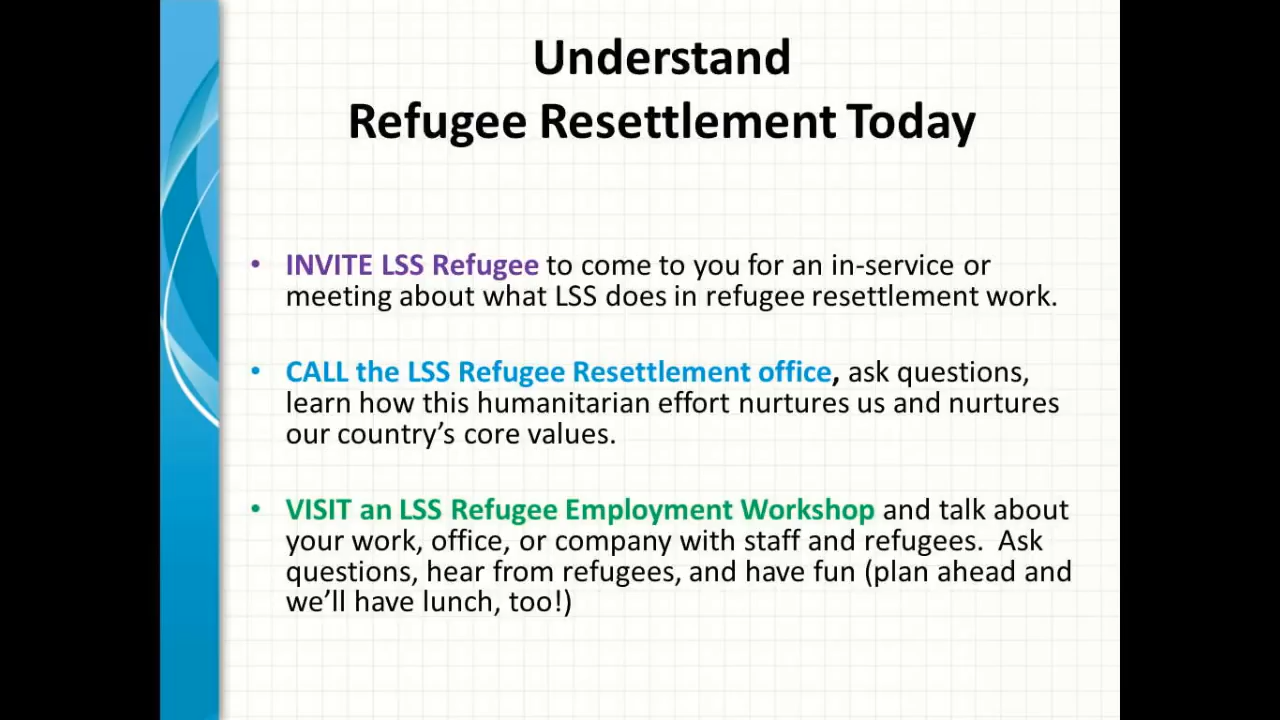 Understand
Refugee Resettlement Today
• INVITE LSS Refugee to come to you for an in-service or
meeting about what LSS does in refugee resettlement work.
• CALL the LSS Refugee Resettlement office, ask questions,
learn how this humanitarian effort nurtures us and nurtures
our country’s core values.
• VISIT an LSS Refugee Employment Workshop and talk about
your work, office, or company with staff and refugees.  Ask
questions, hear from refugees, and have fun (plan ahead and
we’ll have lunch, too!)